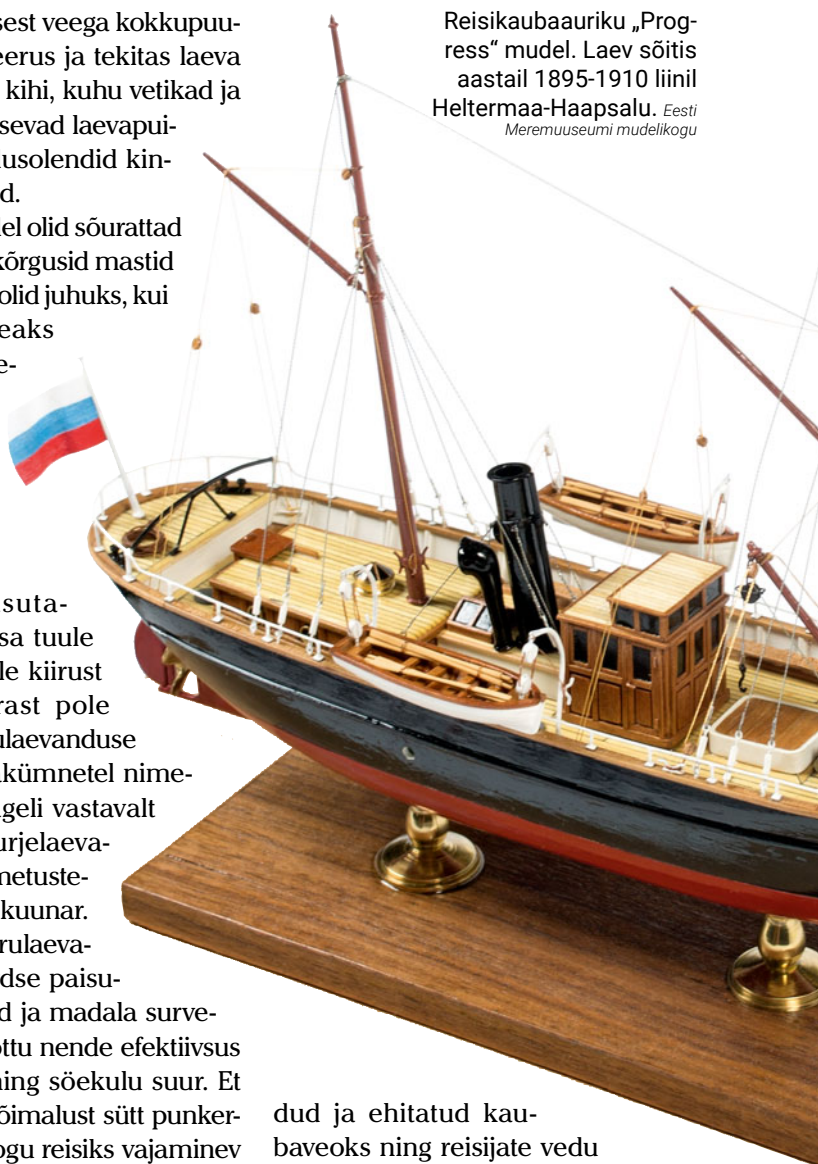 sest veega kokkupuu-
eerus ja tekitas laeva
kihi, kuhu vetikad ja
sevad laevapui-
usolendid kin-
d.
el olid sõurattad
kõrgusid mastid
olid juhuks, kui
eaks
e-
suta-
sa tuule
le kiirust
rast pole
ulaevanduse
akümnetel nime-
geli vastavalt
urjelaeva-
metuste-
kuunar.
rulaeva-
dse paisu-
d ja madala surve-
ttu nende efektiivsus
ning söekulu suur. Et
õimalust sütt punker-
ogu reisiks vajaminev
dud ja ehitatud kau-
baveoks ning reisijate vedu
Reisikaubaauriku „Prog-
ress“ mudel. Laev sõitis
aastail 1895-1910 liinil
Heltermaa-Haapsalu. Eesti
Meremuuseumi mudelikogu